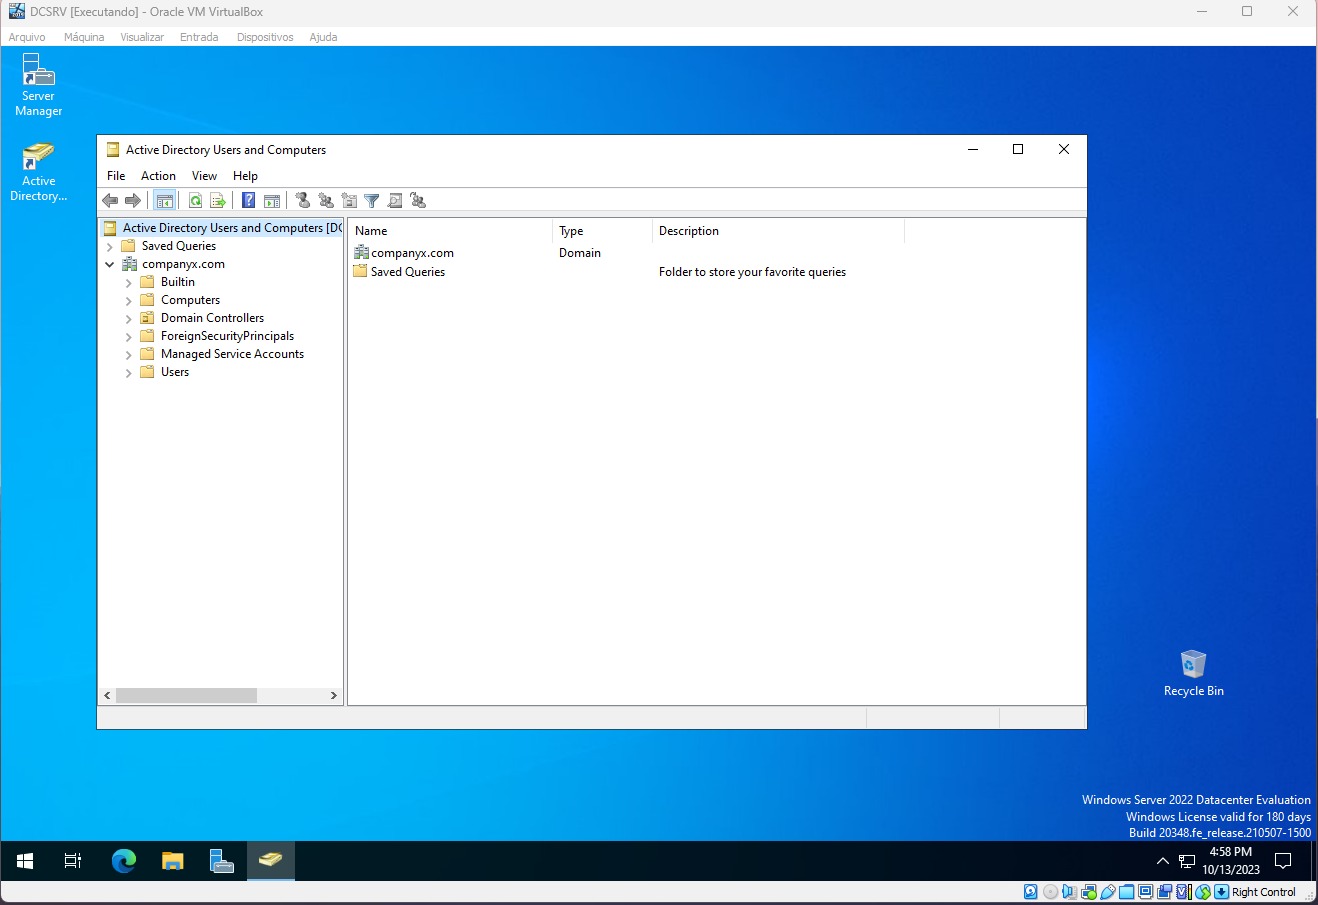 DCSRV [Executando] - Oracle VM VirtualBox
Arquivo Máquina Visualizar Entrada Dispositivos Ajuda
Server
Manager
Active
Directory...
Active Directory Users and Computers
File Action View Help
Active Directory Users and Computers [DC
Saved Queries
companyx.com
Builtin
Computers
Domain Controllers
ForeignSecurityPrincipals
Managed Service Accounts
Users
Name Type Description
companyx.com Domain
Saved Queries Folder to store your favorite queries
Recycle Bin
Windows Server 2022 Datacenter Evaluation
Windows License valid for 180 days
Build 20348.fe_release.210507-1500
4:58 PM
10/13/2023
Right Control